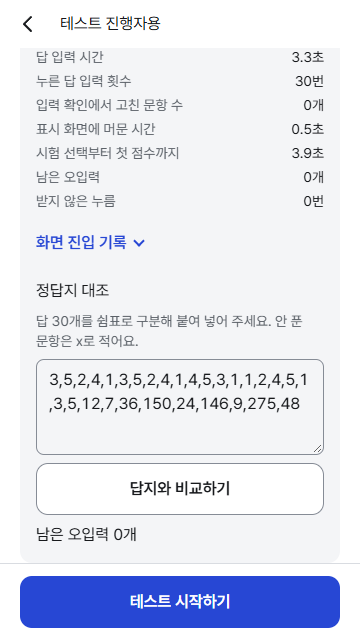 테스트 진행자용
답 입력 시간 3.3초
누른 답 입력 횟수 30번
입력 확인에서 고친 문항 수 0개
표시 화면에 머문 시간 0.5초
시험 선택부터 첫 점수까지 3.9초
남은 오입력 0개
받지 않은 누름 0번
화면 진입 기록
정답지 대조
답 30개를 쉼표로 구분해 붙여 넣어 주세요. 안 푼
문항은 x로 적어요.
3,5,2,4,1,3,5,2,4,1,4,5,3,1,1,2,4,5,1
,3,5,12,7,36,150,24,146,9,275,48
답지와 비교하기
남은 오입력 0개
테스트 시작하기